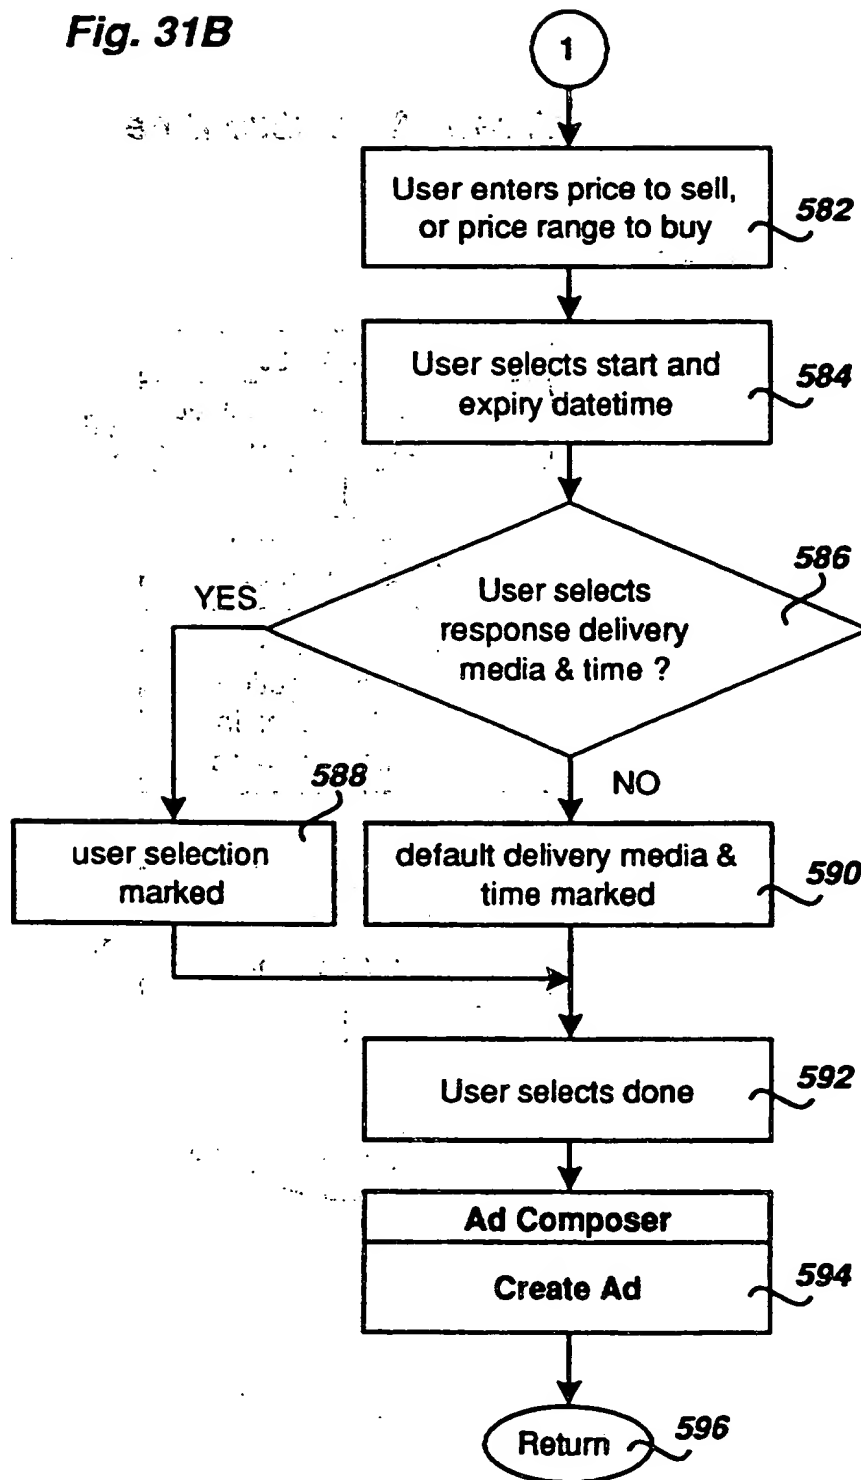 Fig. 31B
1
User enters price to sell,
or price range to buy
582
User selects start and
expiry datetime
584
User selects
response delivery
media & time ?
586
YES
NO
588
user selection
marked
default delivery media &
time marked
590
User selects done
592
Ad Composer
Create Ad
594
Return
596